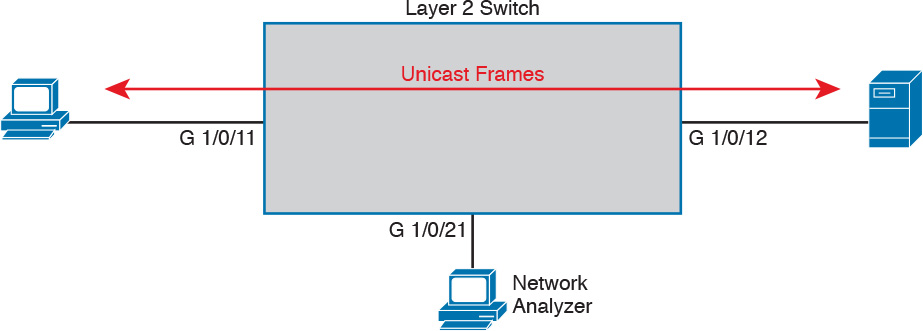 Layer 2 Switch
Unicast Frames
G 1/0/11
G 1/0/12
G 1/0/21
Network
Analyzer